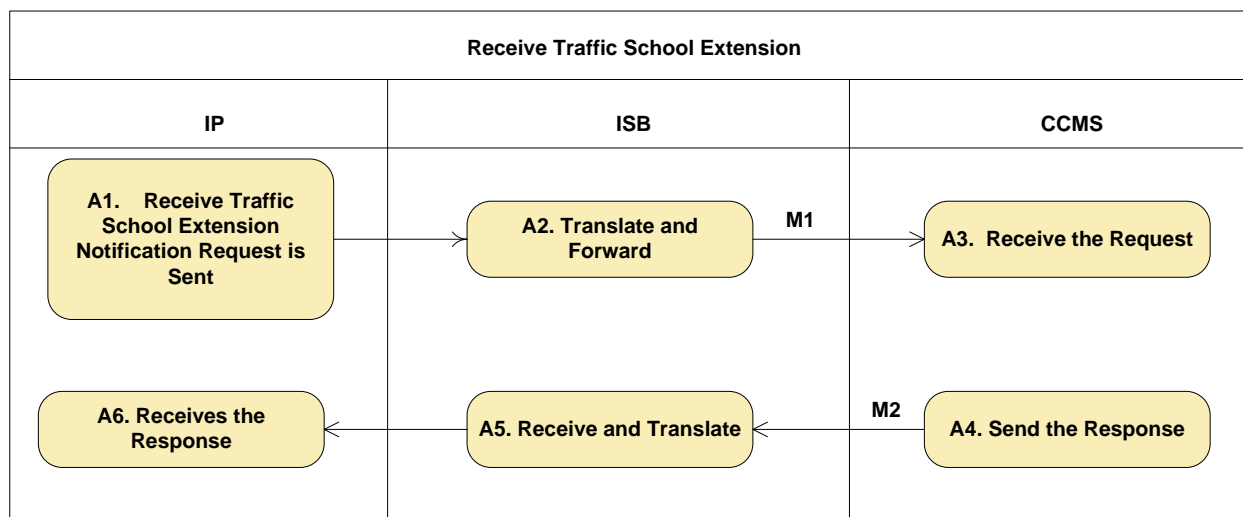 Receive Traffic School Extension
IP
ISB
CCMS
A1. Receive Traffic
School Extension
Notification Request is
Sent
A2. Translate and
Forward
M1
A3. Receive the Request
A6. Receives the
Response
A5. Receive and Translate
M2
A4. Send the Response